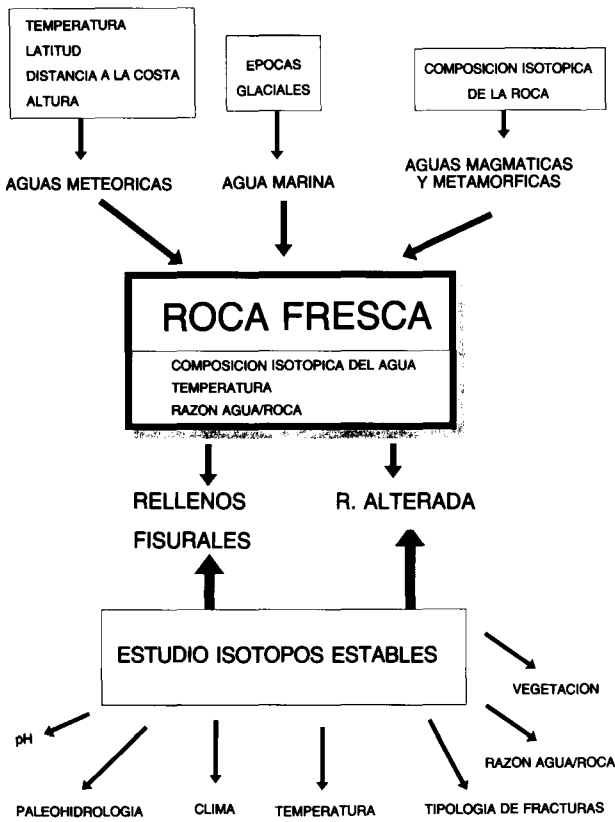 TEMPERATURA
LATITUD
DISTANCIA A LA COSTA
ALTURA
EPOCAS
GLACIALES
COMPOSICION ISOTOPICA
DE LA ROCA
AGUAS METEORICAS
AGUA MARINA
AGUAS MAGMATICAS
Y METAMORFICAS
ROCA FRESCA
COMPOSICION ISOTOPICA DEL AGUA
TEMPERATURA
RAZON AGUA/ROCA
RELLENOS
FISURALES
R. ALTERADA
ESTUDIO ISOTOPOS ESTABLES
VEGETACION
pH
RAZON AGUA/ROCA
PALEOHIDROLOGIA
CLIMA
TEMPERATURA
TIPOLOGIA DE FRACTURAS